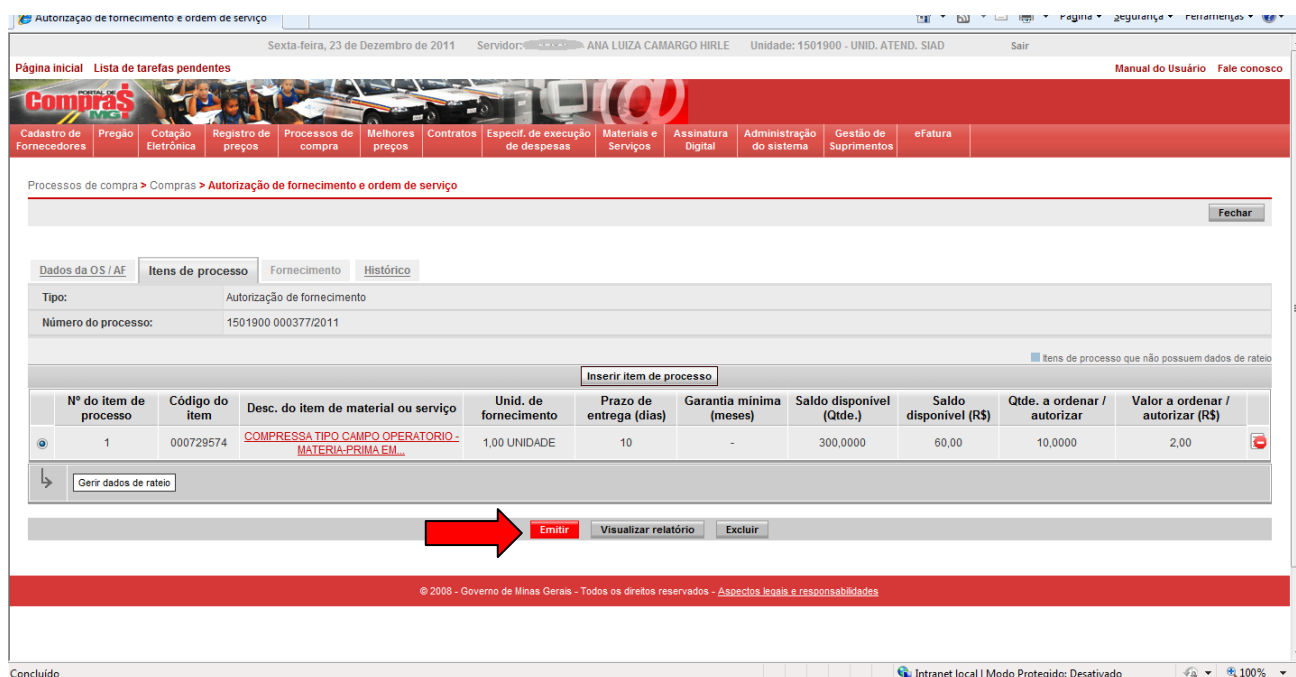 Autorização de fornecimento e ordem de serviço
Página Segurança Ferramentas
Sexta-feira, 23 de Dezembro de 2011 Servidor: ANA LUIZA CAMARGO HIRLE Unidade: 1501900 - UNID. ATEND. SIAD Sair
Página inicial Lista de tarefas pendentes Manual do Usuário Fale conosco
PORTAL DE
Compras
MG
Cadastro de Fornecedores Pregão Cotação Eletrônica Registro de preços Processos de compra Melhores preços Contratos Especif. de execução de despesas Materiais e Serviços Assinatura Digital Administração do sistema Gestão de Suprimentos eFatura
Processos de compra > Compras > Autorização de fornecimento e ordem de serviço
Fechar
Dados da OS / AF Itens de processo Fornecimento Histórico
Tipo: Autorização de fornecimento
Número do processo: 1501900 000377/2011
Itens de processo que não possuem dados de rateio
Inserir item de processo
Nº do item de processo Código do item Desc. do item de material ou serviço Unid. de fornecimento Prazo de entrega (dias) Garantia mínima (meses) Saldo disponível (Qtde.) Saldo disponível (R$) Qtde. a ordenar / autorizar Valor a ordenar / autorizar (R$)
1 000729574 COMPRESSA TIPO CAMPO OPERATORIO - MATERIA-PRIMA EM... 1,00 UNIDADE 10 - 300,0000 60,00 10,0000 2,00
Gerir dados de rateio
Emitir Visualizar relatório Excluir
© 2008 - Governo de Minas Gerais - Todos os direitos reservados - Aspectos legais e responsabilidades
Concluído Intranet local | Modo Protegido: Desativado 100%